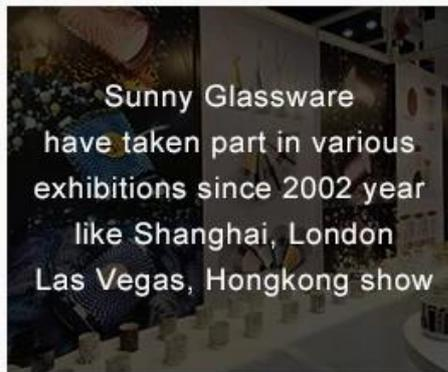 Sunny Glassware
have taken part in various
exhibitions since 2002 year
like Shanghai, London
Las Vegas, Hongkong show